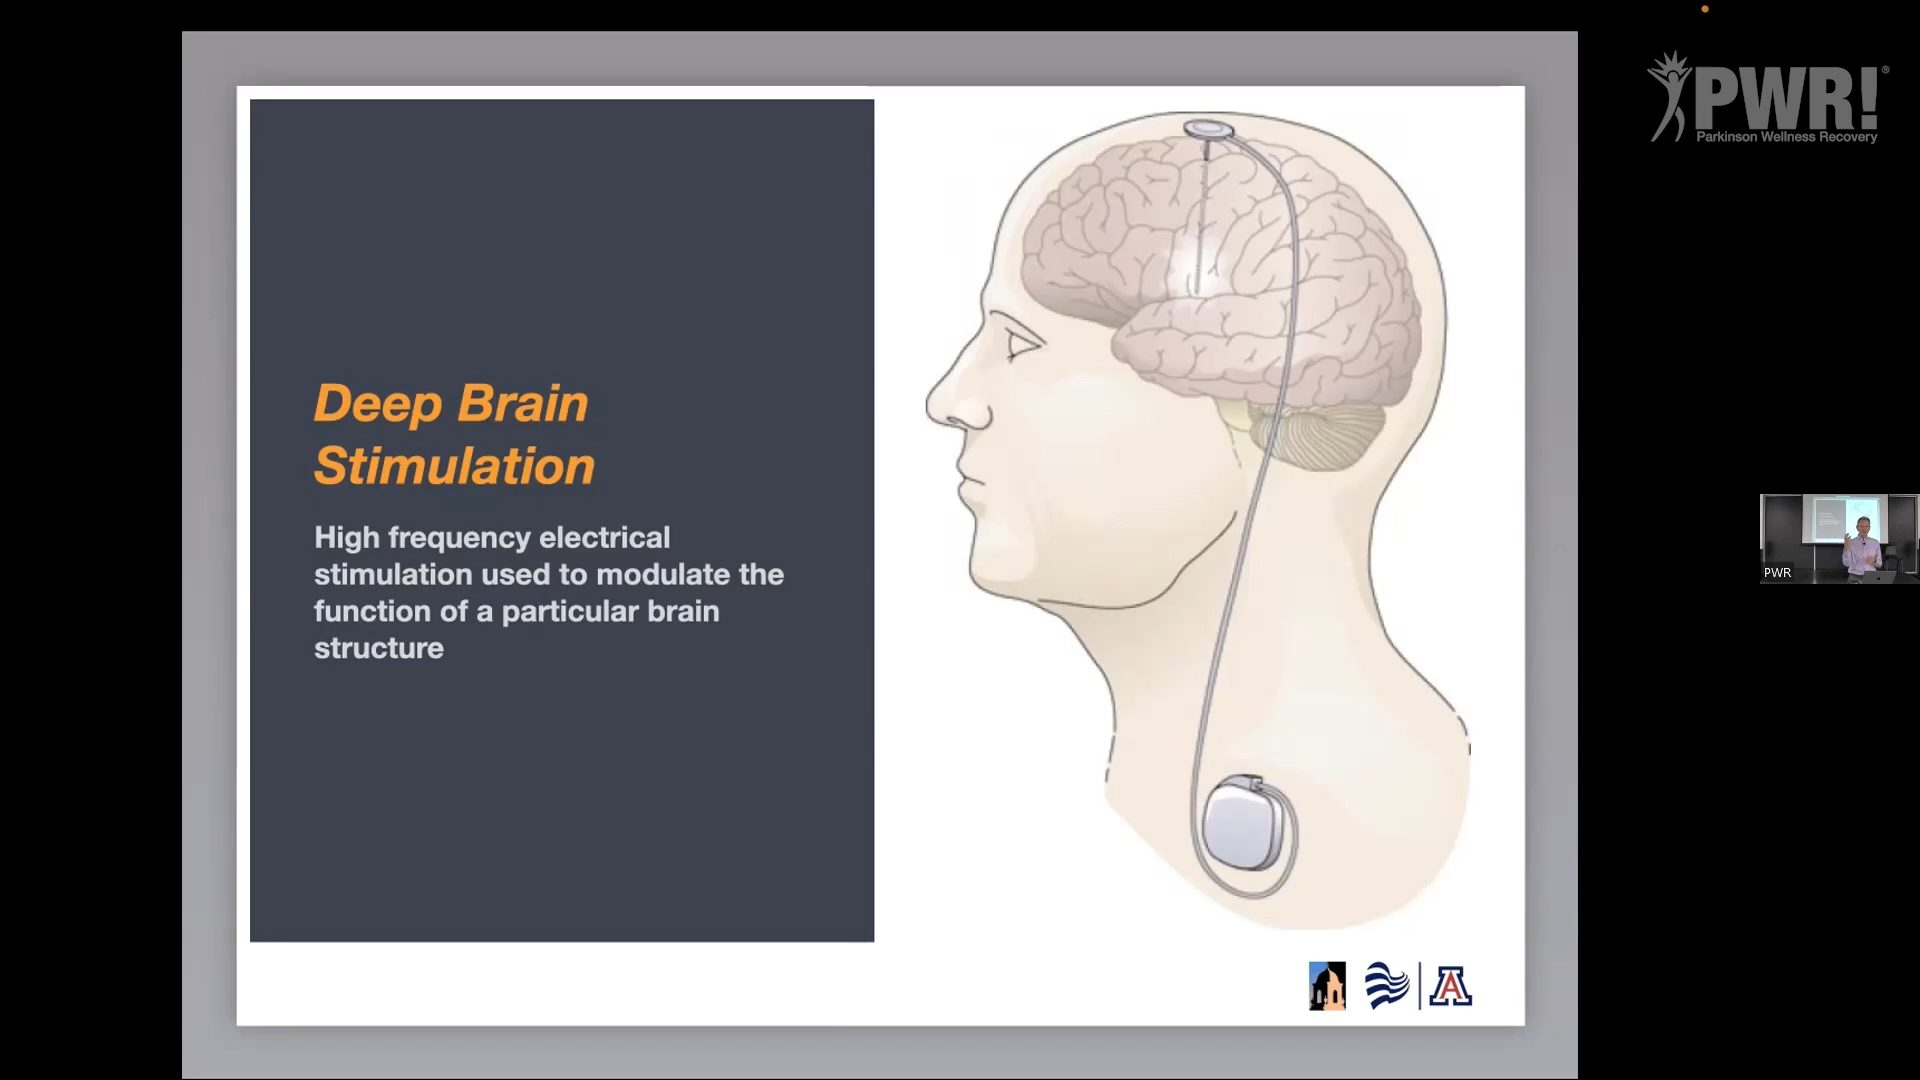 Deep Brain
Stimulation
High frequency electrical
stimulation used to modulate the
function of a particular brain
structure
PWR!®
Parkinson Wellness Recovery
PWR
A